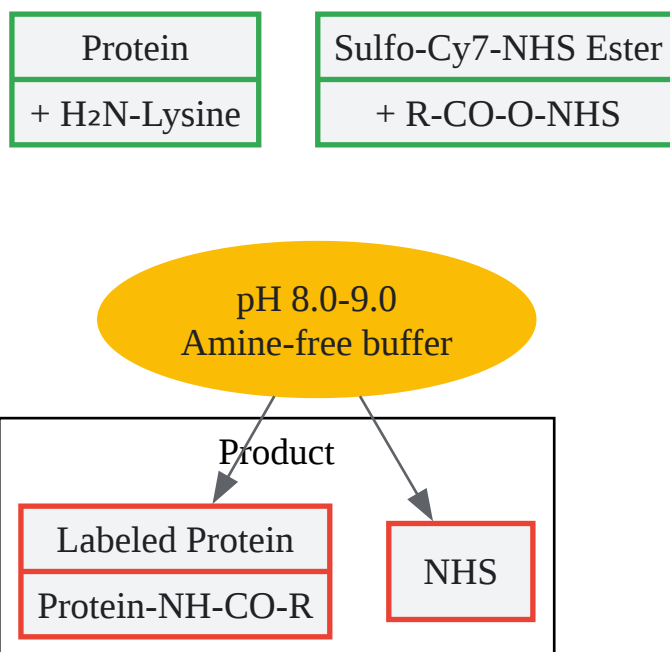 Protein
+ H₂N-Lysine
Sulfo-Cy7-NHS Ester
+ R-CO-O-NHS
pH 8.0-9.0
Amine-free buffer
Product
Labeled Protein
Protein-NH-CO-R
NHS